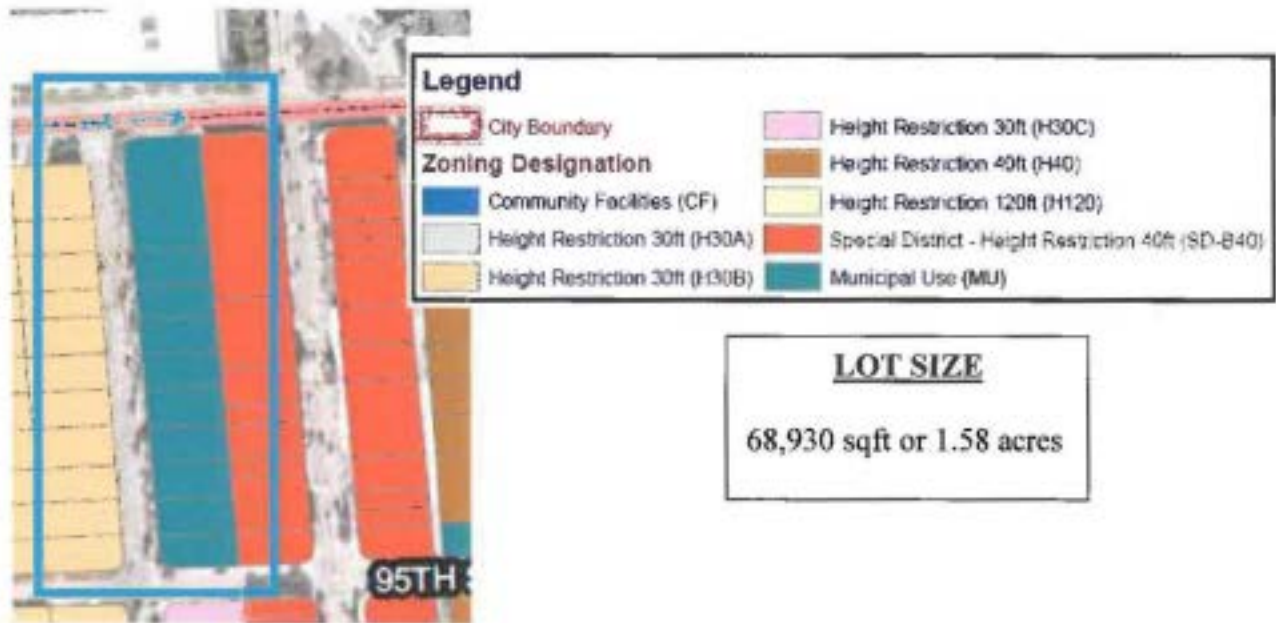 Legend
City Boundary
Zoning Designation
Community Facilities (CF)
Height Restriction 30ft (H30A)
Height Restriction 30ft (H30B)
Height Restriction 30ft (H30C)
Height Restriction 40ft (H40)
Height Restriction 120ft (H120)
Special District - Height Restriction 40ft (SD-B40)
Municipal Use (MU)
LOT SIZE
68,930 sqft or 1.58 acres
95TH